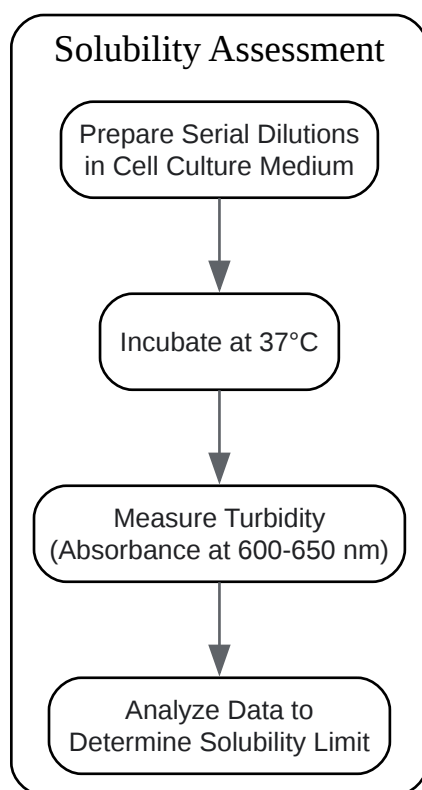 Solubility Assessment
Prepare Serial Dilutions
in Cell Culture Medium
Incubate at 37°C
Measure Turbidity
(Absorbance at 600-650 nm)
Analyze Data to
Determine Solubility Limit